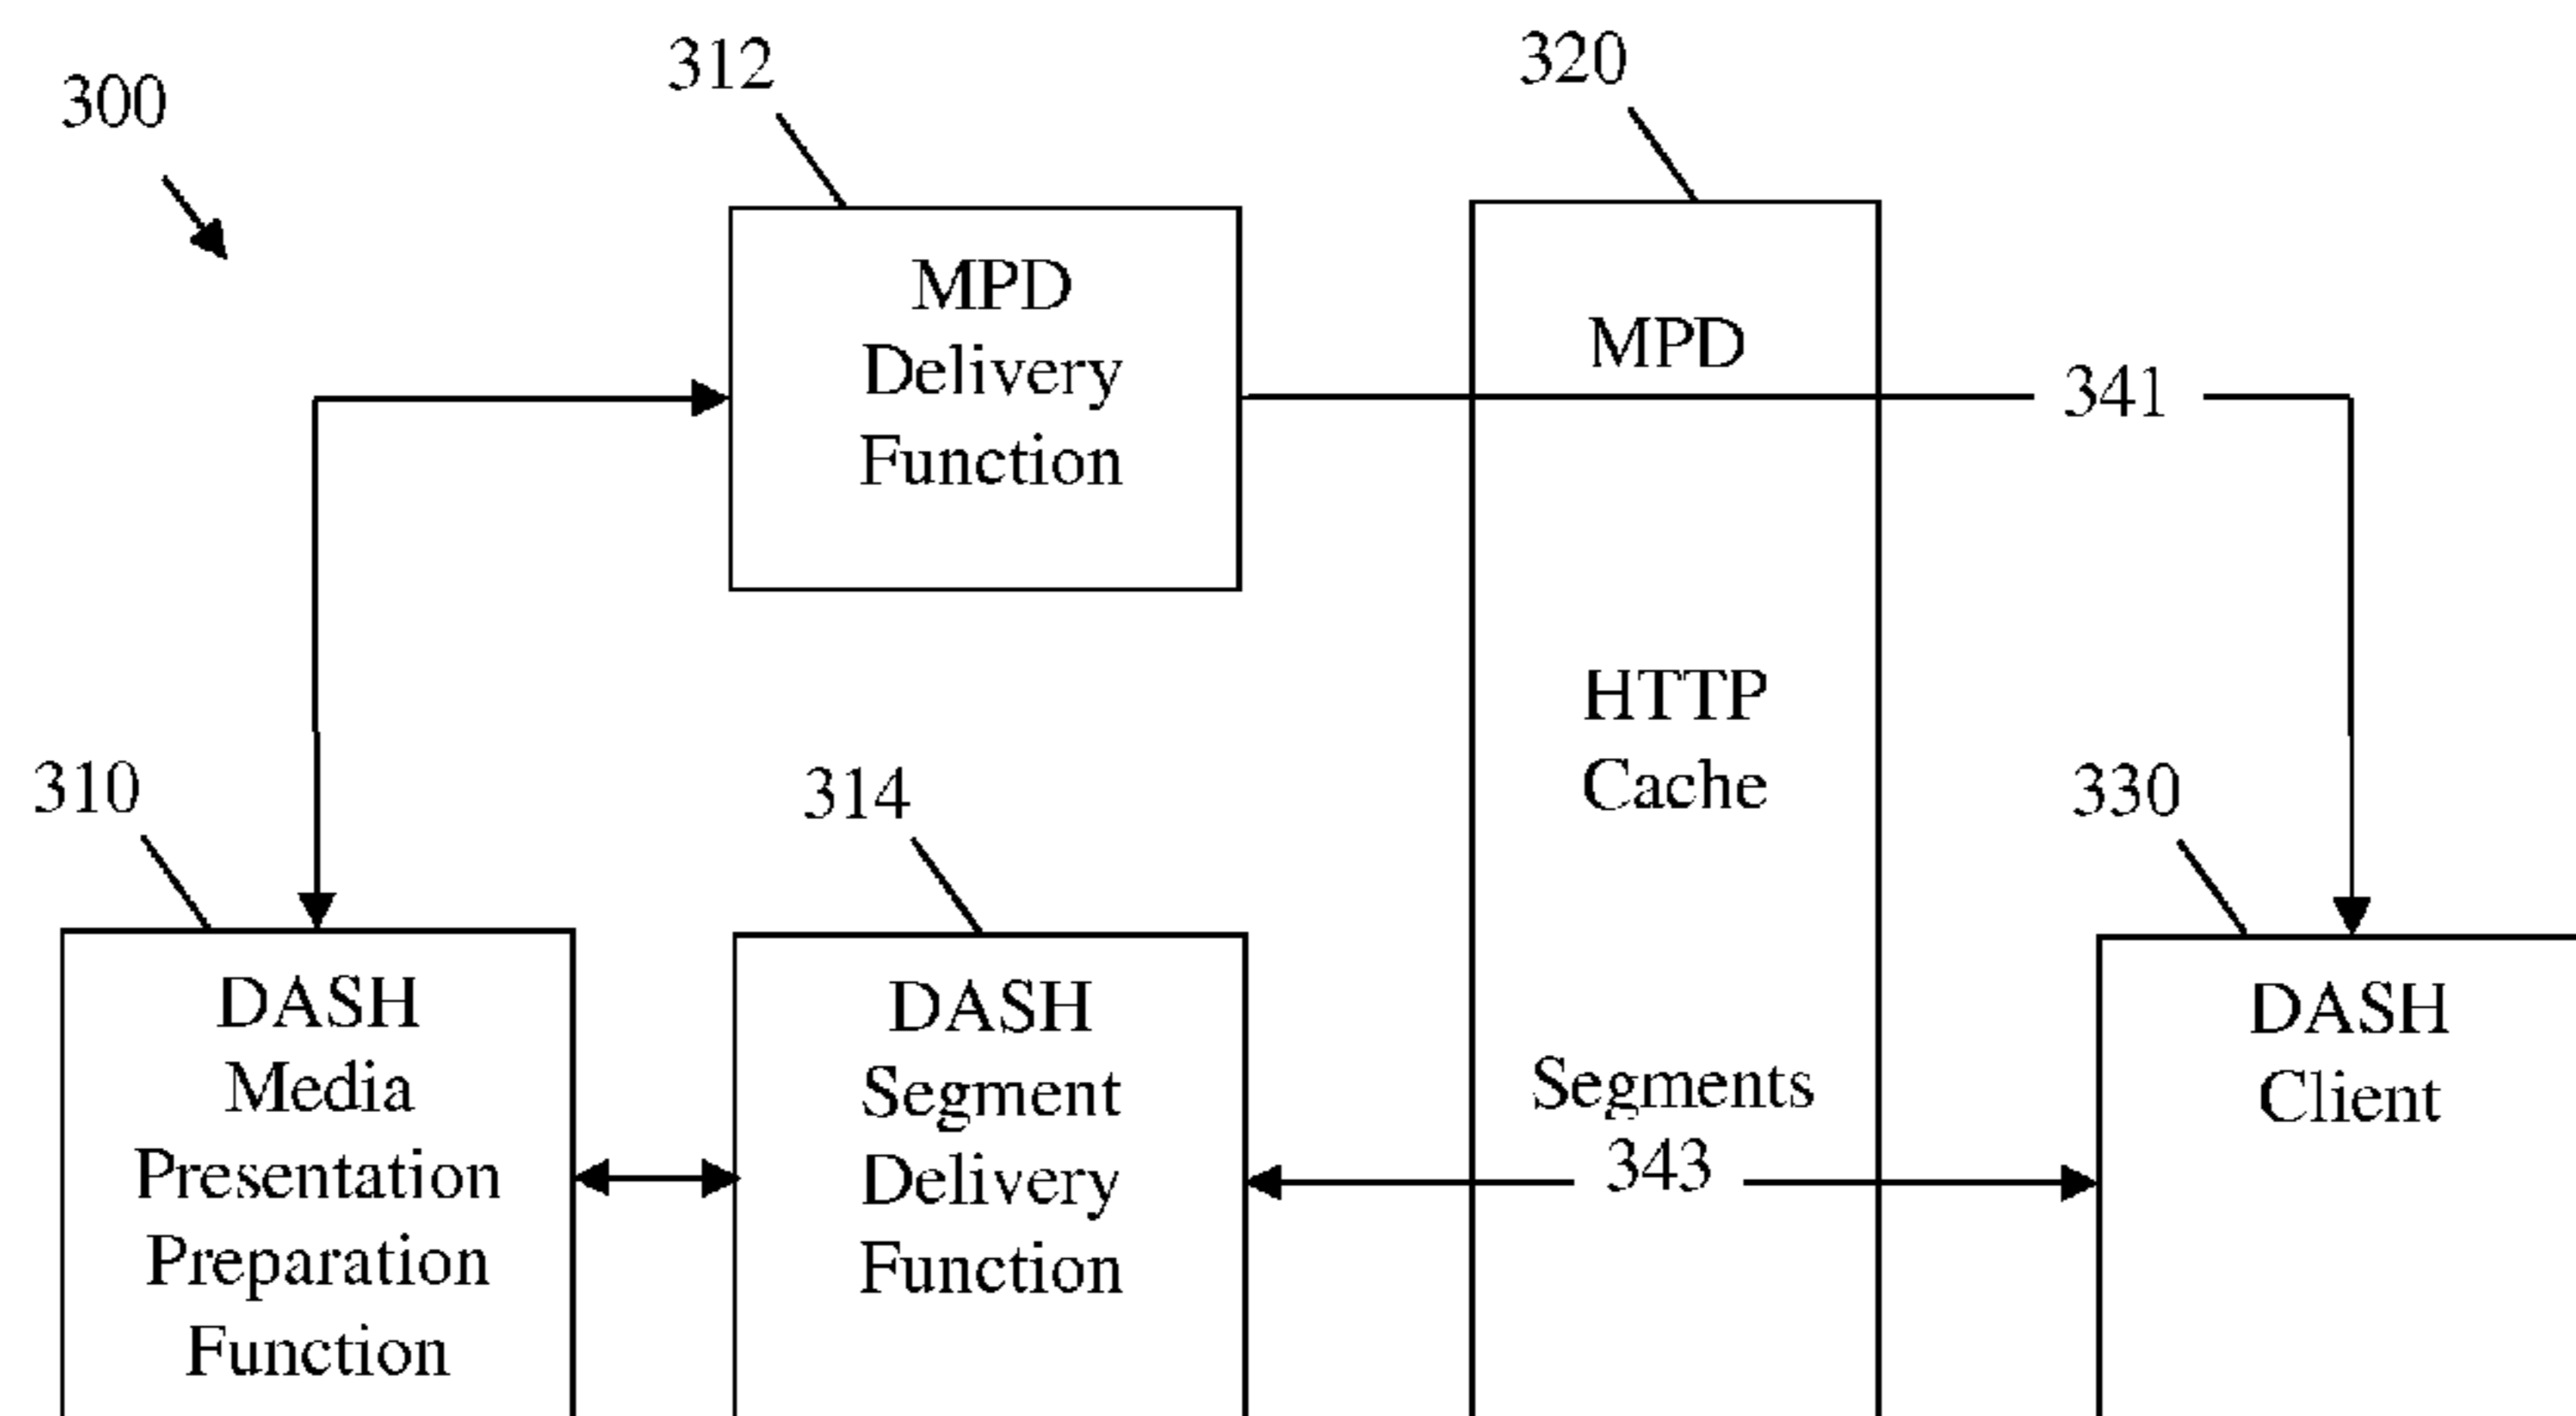 300
312
320
MPD
Delivery
Function
MPD
341
HTTP
Cache
310
314
330
DASH
Media
Presentation
Preparation
Function
DASH
Segment
Delivery
Function
Segments
343
DASH
Client